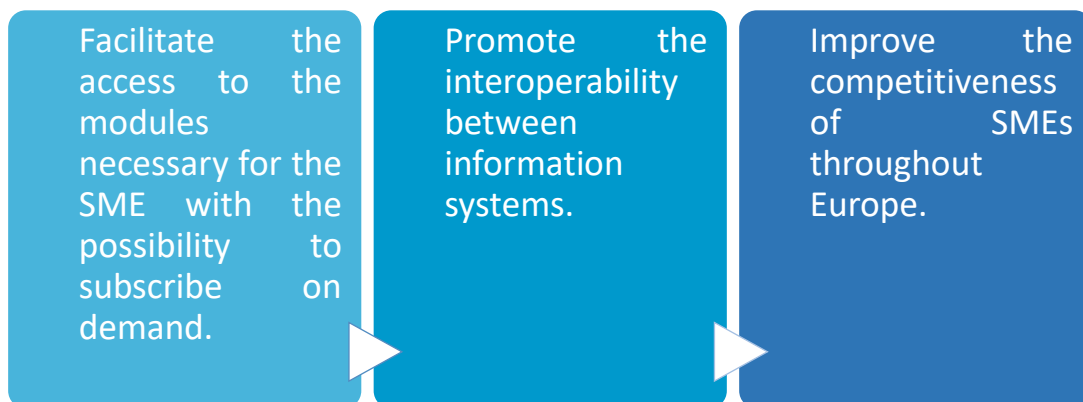 Facilitate the
access to the
modules
necessary for the
SME with the
possibility to
subscribe on
demand.
Promote the
interoperability
between
information
systems.
Improve the
competitiveness
of SMEs
throughout
Europe.